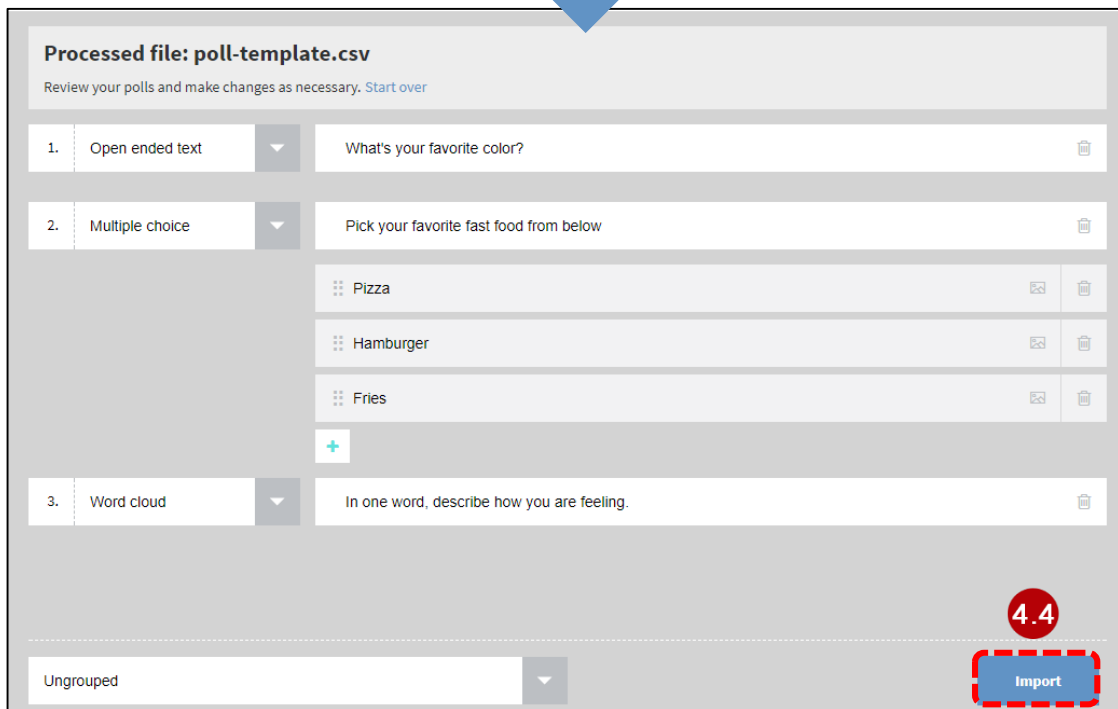 Processed file: poll-template.csv
Review your polls and make changes as necessary. Start over
1. Open ended text What's your favorite color?
2. Multiple choice Pick your favorite fast food from below
Pizza
Hamburger
Fries
+
3. Word cloud In one word, describe how you are feeling.
4.4
Ungrouped Import